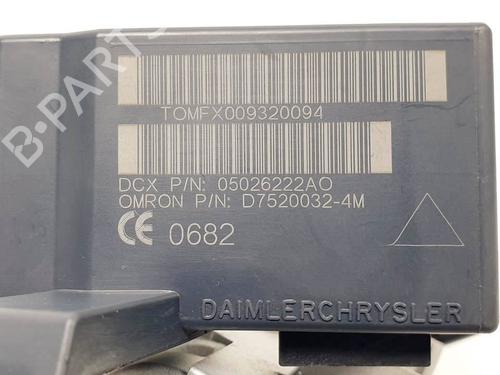 B-PARTS
TOMFX009320094
DCX P/N: 05026222AO
OMRON P/N: D7520032-4M
CE 0682
DAIMLERCHRYSLER